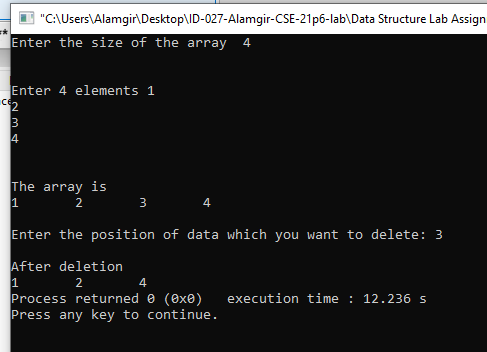 "C:\Users\Alamgir\Desktop\ID-027-Alamgir-CSE-21p6-lab\Data Structure Lab Assign
Enter the size of the array  4
Enter 4 elements 1
2
3
4
The array is
1       2       3       4
Enter the position of data which you want to delete: 3
After deletion
1       2       4
Process returned 0 (0x0)   execution time : 12.236 s
Press any key to continue.